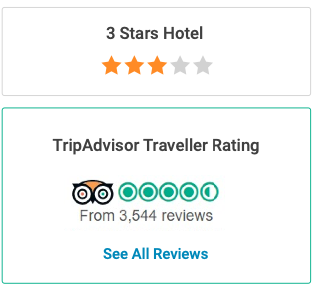 3 Stars Hotel
TripAdvisor Traveller Rating
From 3,544 reviews
See All Reviews